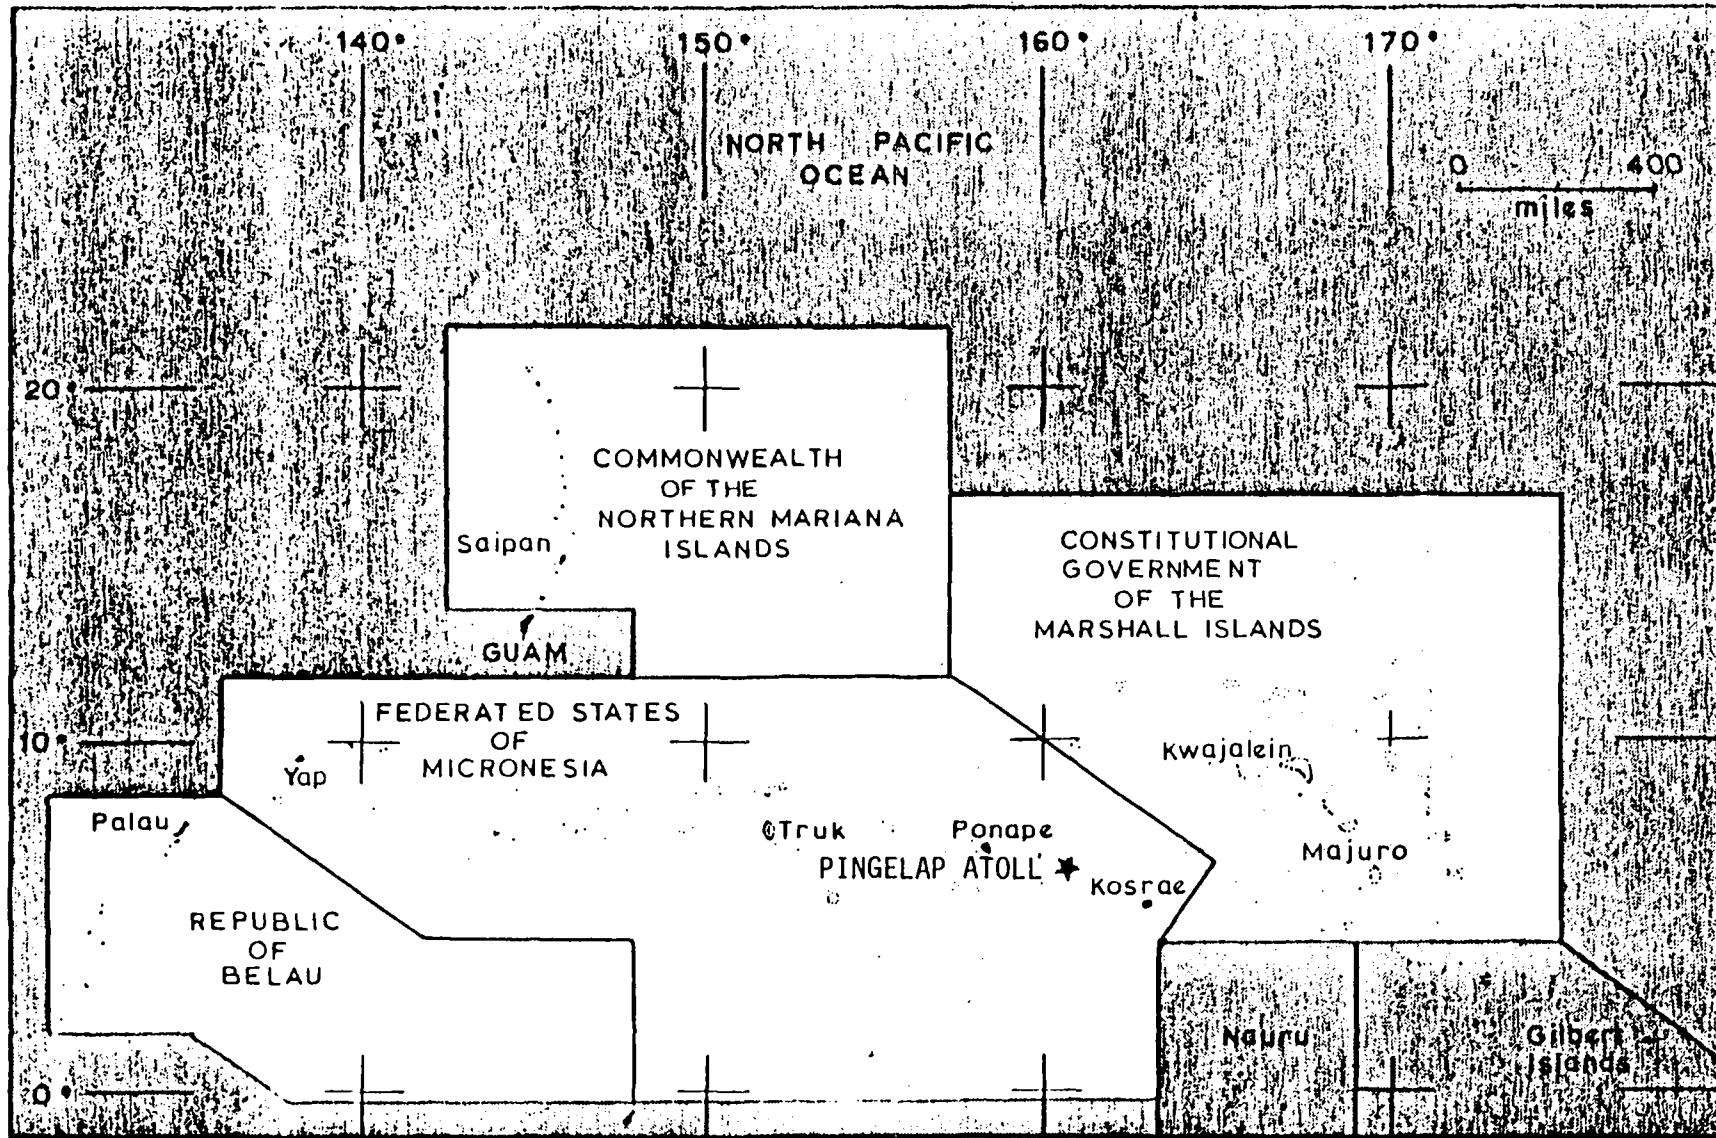 140°
150°
160°
170°
NORTH PACIFIC
OCEAN
0 400
miles
20°
COMMONWEALTH
OF THE
NORTHERN MARIANA
ISLANDS
Saipan
CONSTITUTIONAL
GOVERNMENT
OF THE
MARSHALL ISLANDS
GUAM
FEDERATED STATES
OF
MICRONESIA
10°
Yap
Kwajalein
Palau
Truk
Ponape
Majuro
PINGELAP ATOLL
Kosrae
REPUBLIC
OF
BELAU
Nauru
Gilbert
Islands
0°